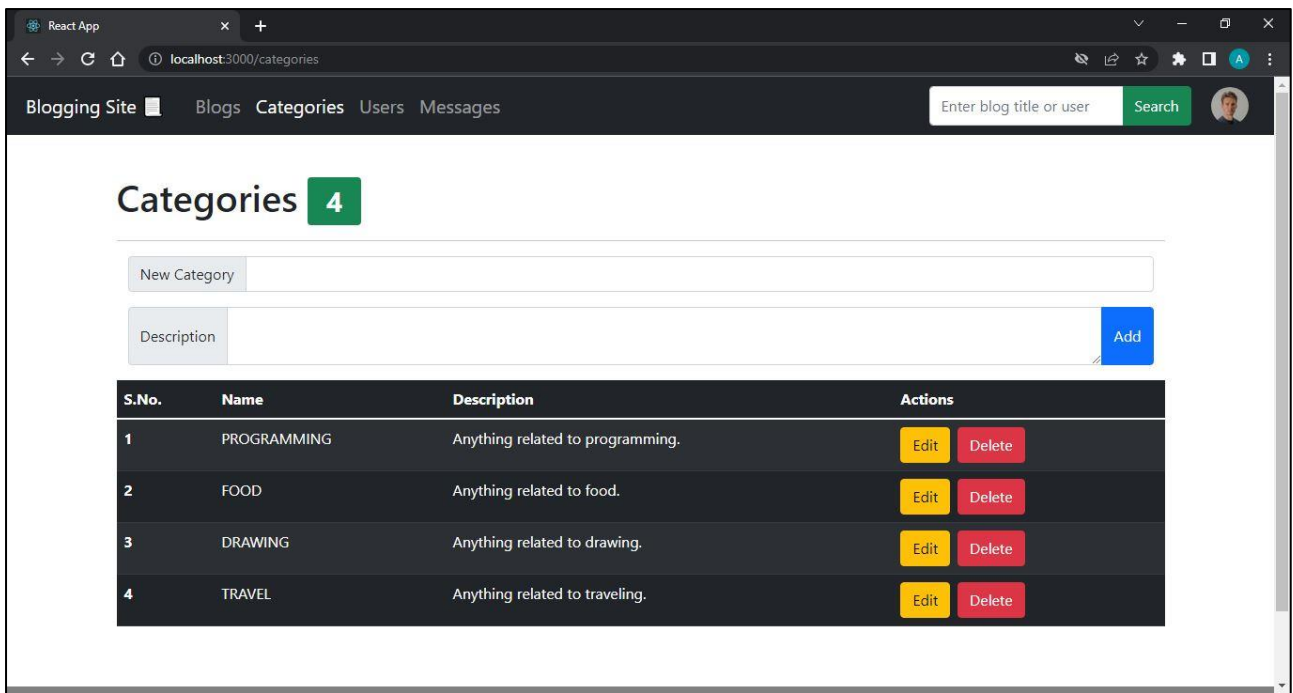 React App
localhost:3000/categories
A
Blogging Site Blogs Categories Users Messages Enter blog title or user Search
Categories 4
New Category
Description Add
S.No. Name Description Actions
1 PROGRAMMING Anything related to programming. Edit Delete
2 FOOD Anything related to food. Edit Delete
3 DRAWING Anything related to drawing. Edit Delete
4 TRAVEL Anything related to traveling. Edit Delete